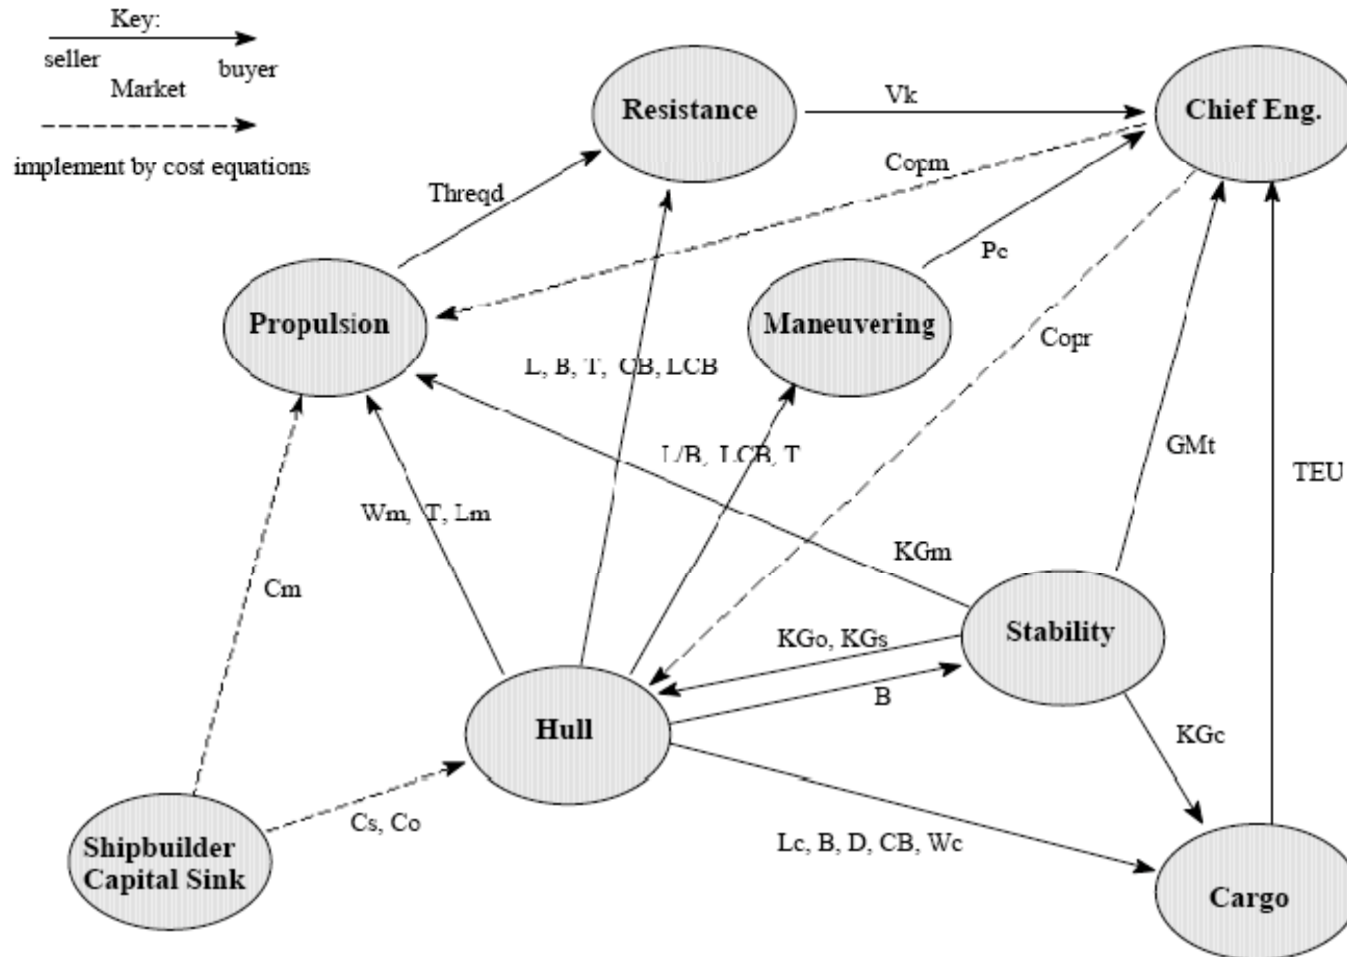 Key:
seller
buyer
Market
implement by cost equations
Resistance
Vk
Chief Eng.
Copm
Threqd
Pc
Propulsion
Maneuvering
Copr
L, B, T, CB, LCB
L/B, LCB, T
GMt
TEU
Wm, T, Lm
KGm
Cm
KGo, KGs
Stability
B
Hull
KGc
Cs, Co
Lc, B, D, CB, Wc
Shipbuilder
Capital Sink
Cargo